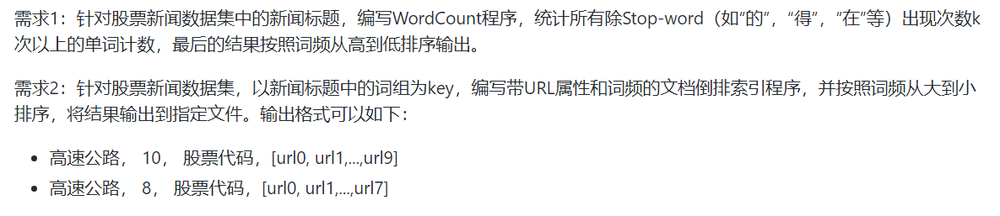 需求1：针对股票新闻数据集中的新闻标题，编写WordCount程序，统计所有除Stop-word（如“的”，“得”，“在”等）出现次数k
次以上的单词计数，最后的结果按照词频从高到低排序输出。
需求2：针对股票新闻数据集，以新闻标题中的词组为key，编写带URL属性和词频的文档倒排索引程序，并按照词频从大到小
排序，将结果输出到指定文件。输出格式可以如下：
• 高速公路， 10， 股票代码，[url0, url1,...,url9]
• 高速公路， 8， 股票代码，[url0, url1,...,url7]